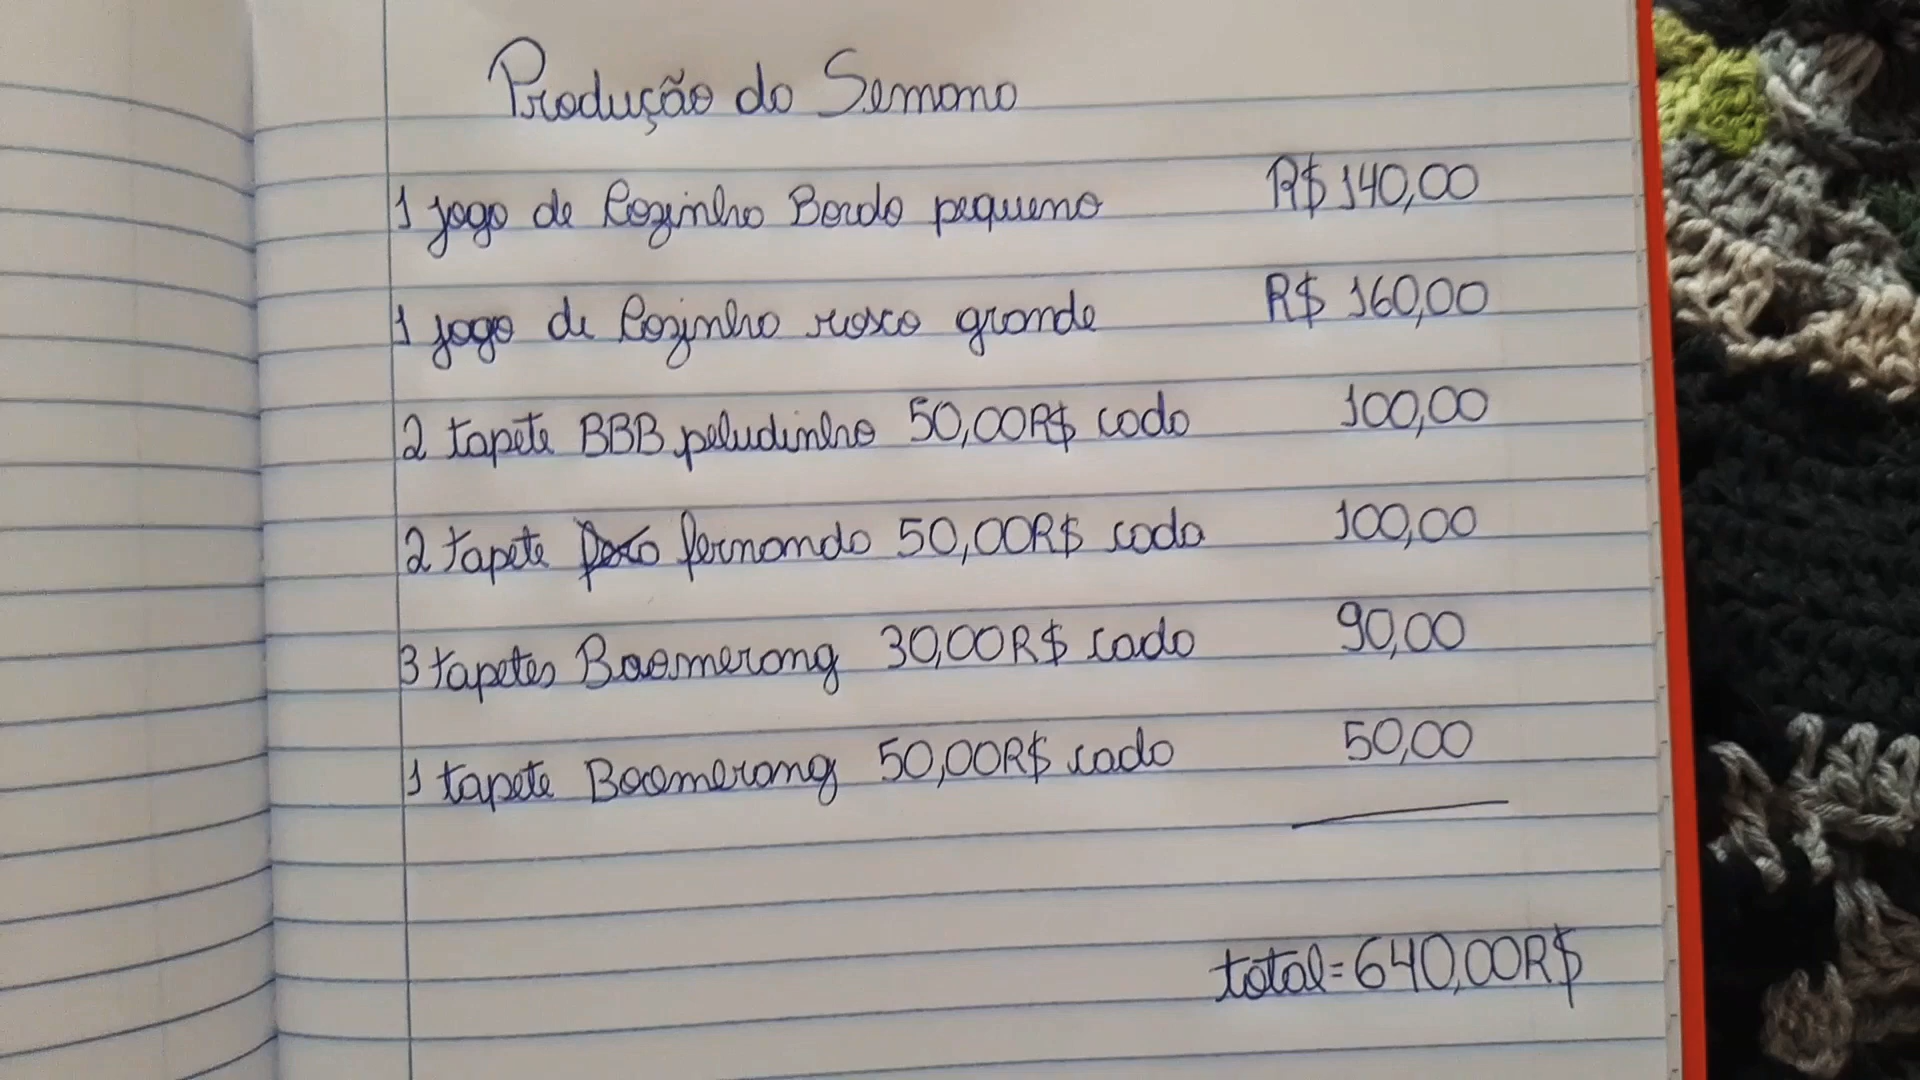 Produção da Semana
1 jogo de Cozinha Bordo pequeno R$ 140,00
1 jogo de Cozinha roxo grande R$ 160,00
2 tapete BBB peludinho 50,00R$ cada 100,00
2 tapete fernanda 50,00R$ cada 100,00
3 tapetes Boomerang 30,00R$ cada 90,00
1 tapete Boomerang 50,00R$ cada 50,00
total=640,00R$